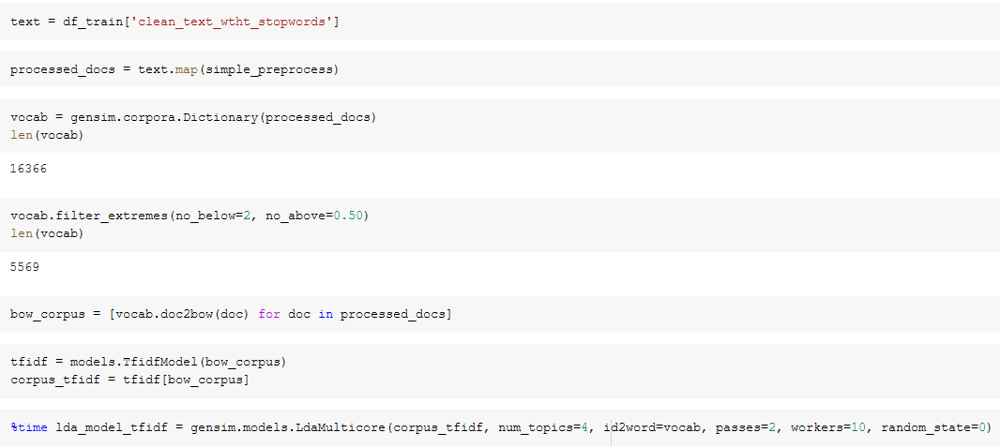 text = df_train['clean_text_wtht_stopwords']
processed_docs = text.map(simple_preprocess)
vocab = gensim.corpora.Dictionary(processed_docs)
len(vocab)
16366
vocab.filter_extremes(no_below=2, no_above=0.50)
len(vocab)
5569
bow_corpus = [vocab.doc2bow(doc) for doc in processed_docs]
tfidf = models.TfidfModel(bow_corpus)
corpus_tfidf = tfidf[bow_corpus]
%time lda_model_tfidf = gensim.models.LdaMulticore(corpus_tfidf, num_topics=4, id2word=vocab, passes=2, workers=10, random_state=0)